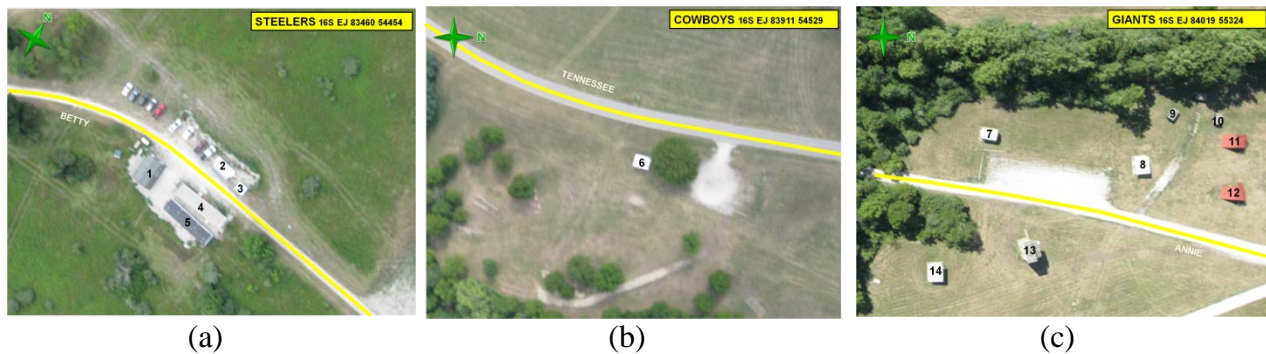 N
STEELERS 16S EJ 83460 54454
BETTY
1
2
3
4
5
(a)
N
COWBOYS 16S EJ 83911 54529
TENNESSEE
6
(b)
N
GIANTS 16S EJ 84019 55324
7
8
9
10
11
12
13
14
ANNIE
(c)